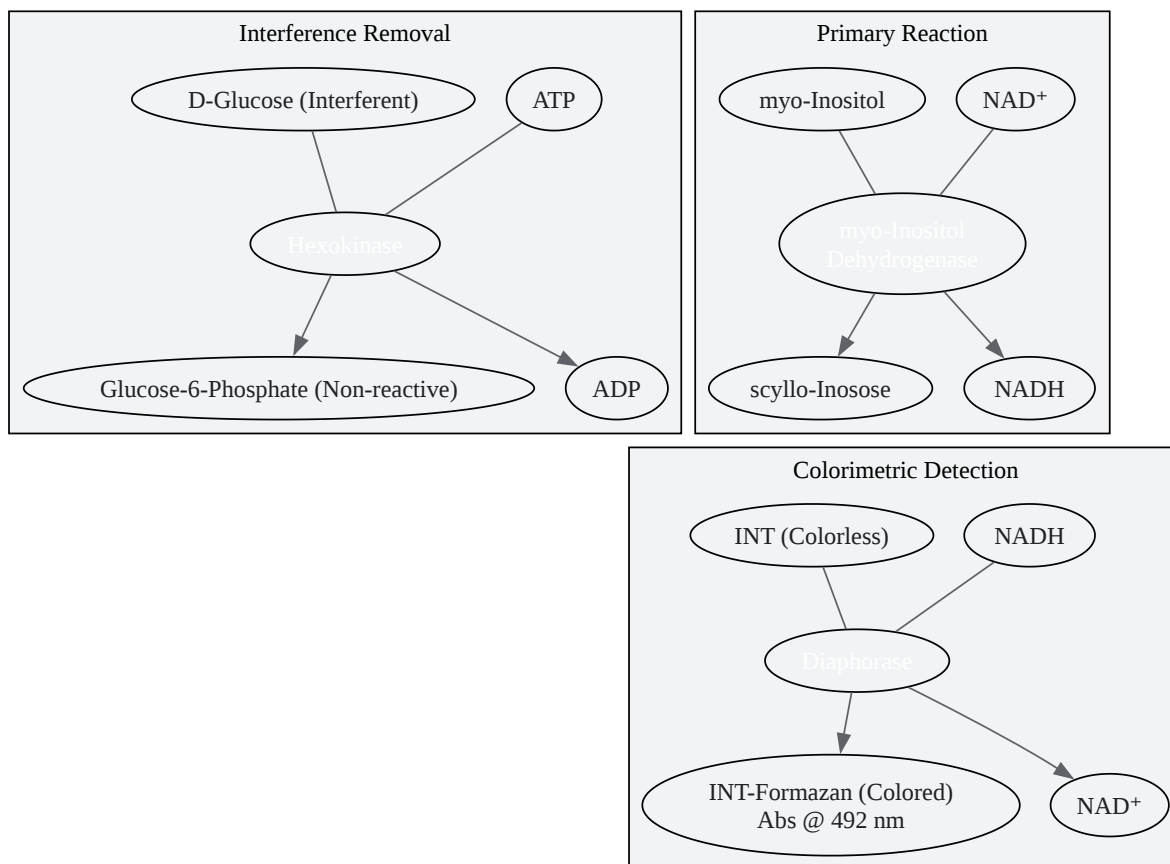 Interference Removal
D-Glucose (Interferent)
ATP
Hexokinase
Glucose-6-Phosphate (Non-reactive)
ADP
Primary Reaction
myo-Inositol
NAD⁺
myo-Inositol
Dehydrogenase
scyllo-Inosose
NADH
Colorimetric Detection
INT (Colorless)
NADH
Diaphorase
INT-Formazan (Colored)
Abs @ 492 nm
NAD⁺